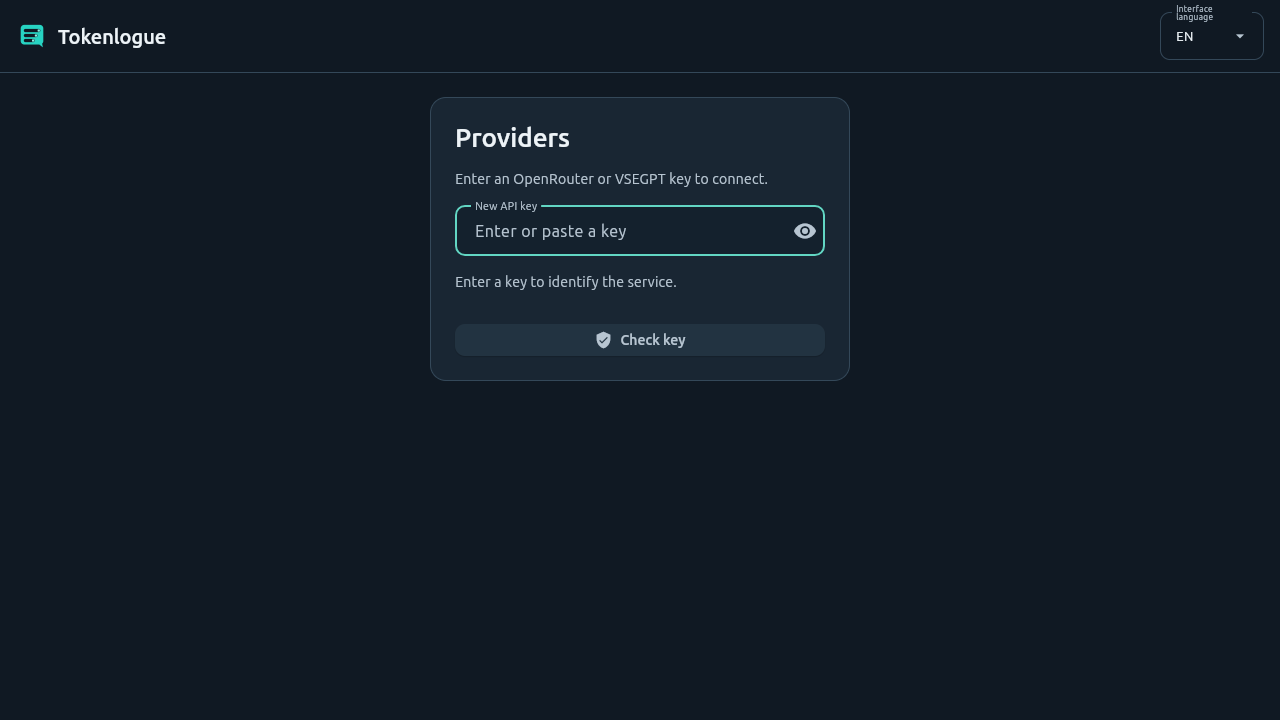 Tokenlogue
Interface
language
EN
Providers
Enter an OpenRouter or VSEGPT key to connect.
New API key
Enter or paste a key
Enter a key to identify the service.
Check key